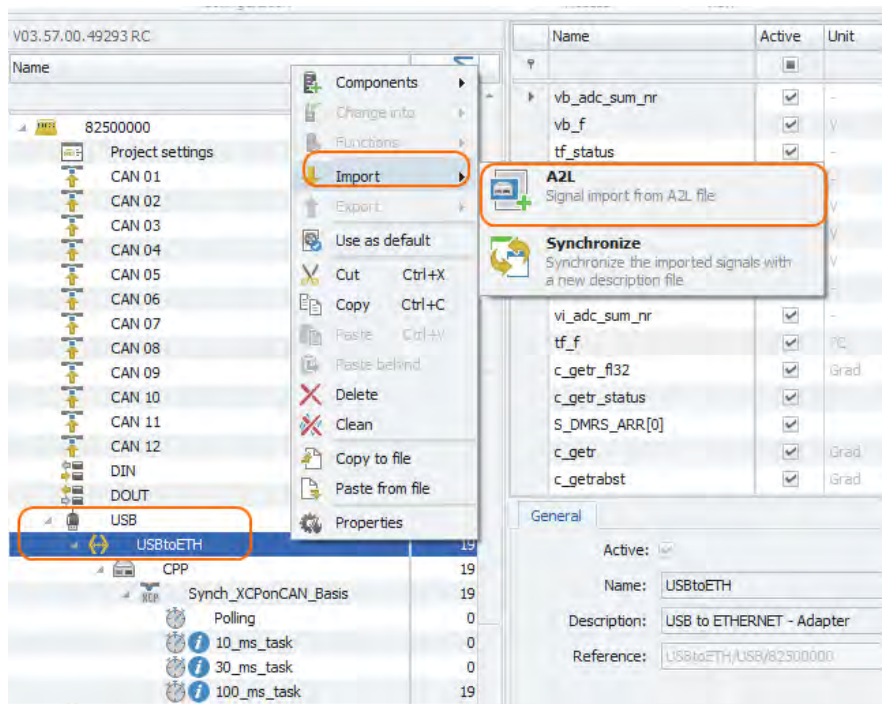 V03.57.00.49293 RC
Name
82500000
Project settings
CAN 01
CAN 02
CAN 03
CAN 04
CAN 05
CAN 06
CAN 07
CAN 08
CAN 09
CAN 10
CAN 11
CAN 12
DIN
DOUT
USB
USBtoETH 19
CPP 19
Synch_XCPonCAN_Basis 19
Polling 0
10_ms_task 0
30_ms_task 0
100_ms_task 19
Components
Change into
Functions
Import
Export
Use as default
Cut Ctrl+X
Copy Ctrl+C
Paste Ctrl+V
Paste behind
Delete
Clean
Copy to file
Paste from file
Properties
A2L
Signal import from A2L file
Synchronize
Synchronize the imported signals with
a new description file
Name Active Unit
vb_adc_sum_nr -
vb_f V
tf_status -
V
V
V
-
vi_adc_sum_nr -
tf_f
c_getr_fl32 Grad
c_getr_status
S_DMRS_ARR[0]
c_getr Grad
c_getrabst Grad
General
Active:
Name: USBtoETH
Description: USB to ETHERNET - Adapter
Reference: USBtoETH/USB/82500000